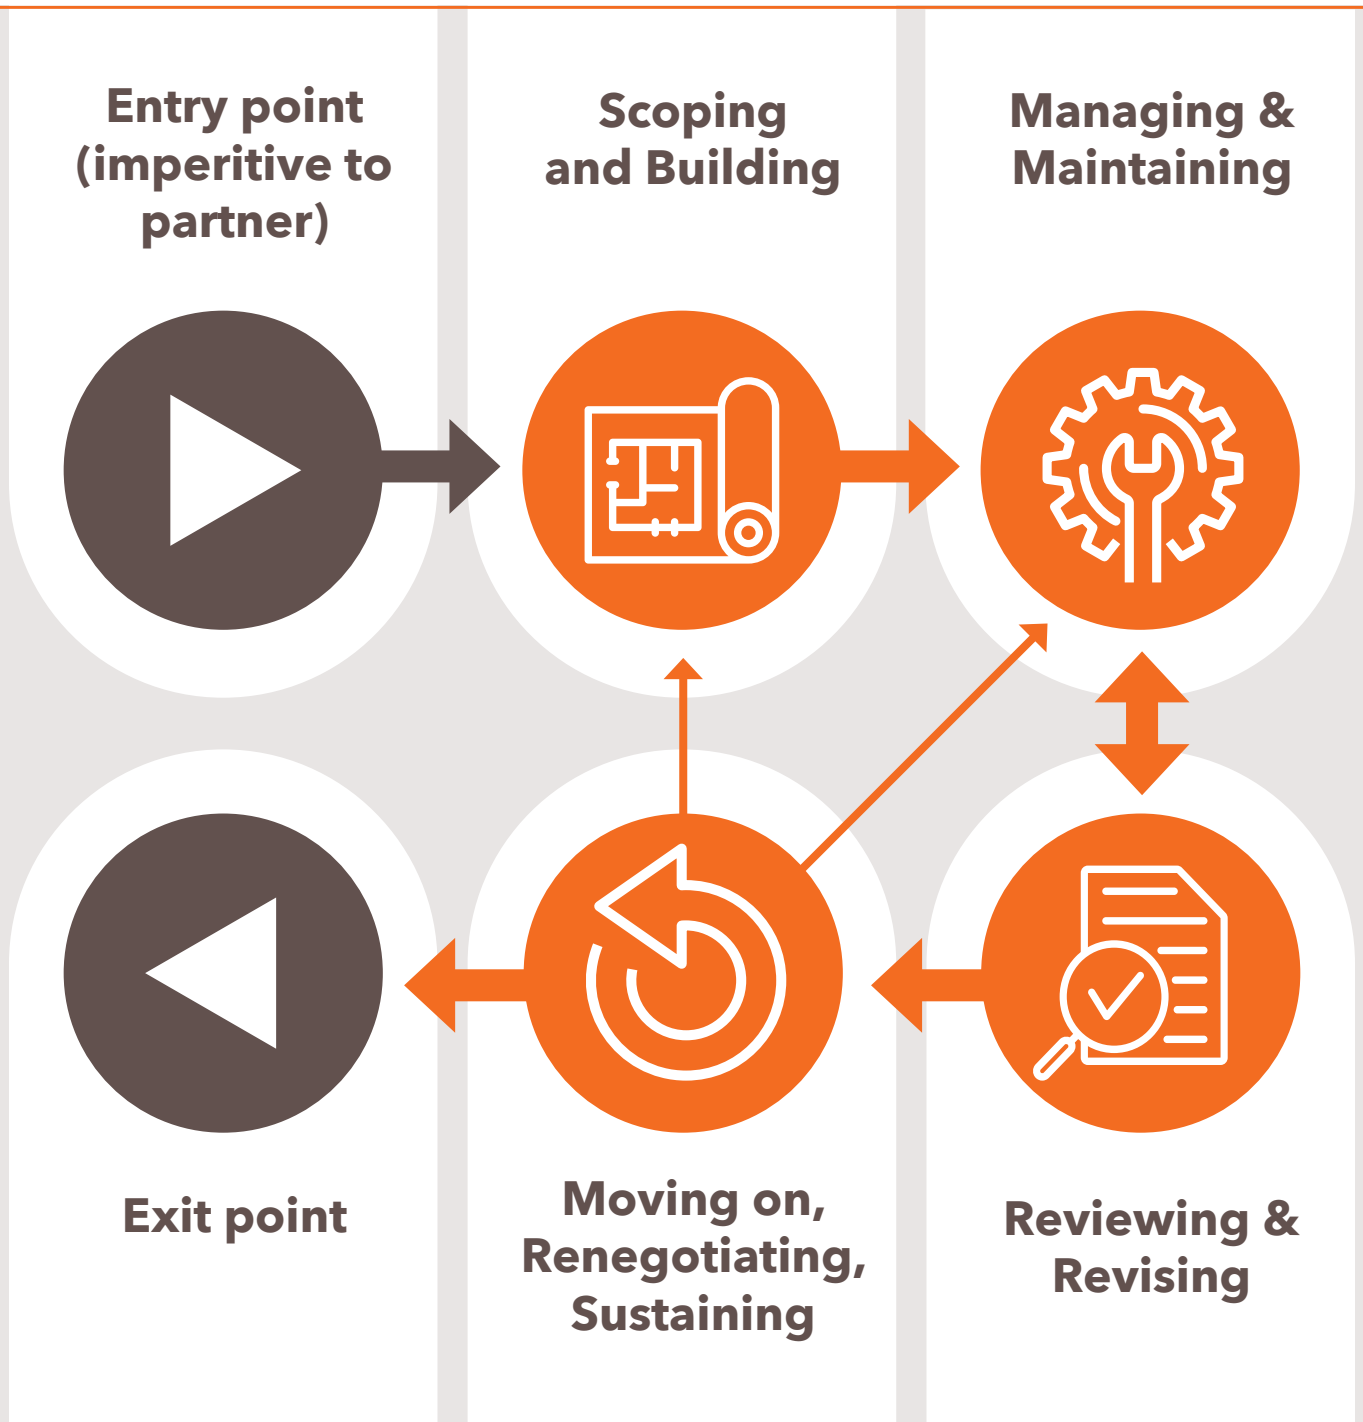 Entry point
(imperitive to
partner)
Scoping
and Building
Managing &
Maintaining
Exit point
Moving on,
Renegotiating,
Sustaining
Reviewing &
Revising